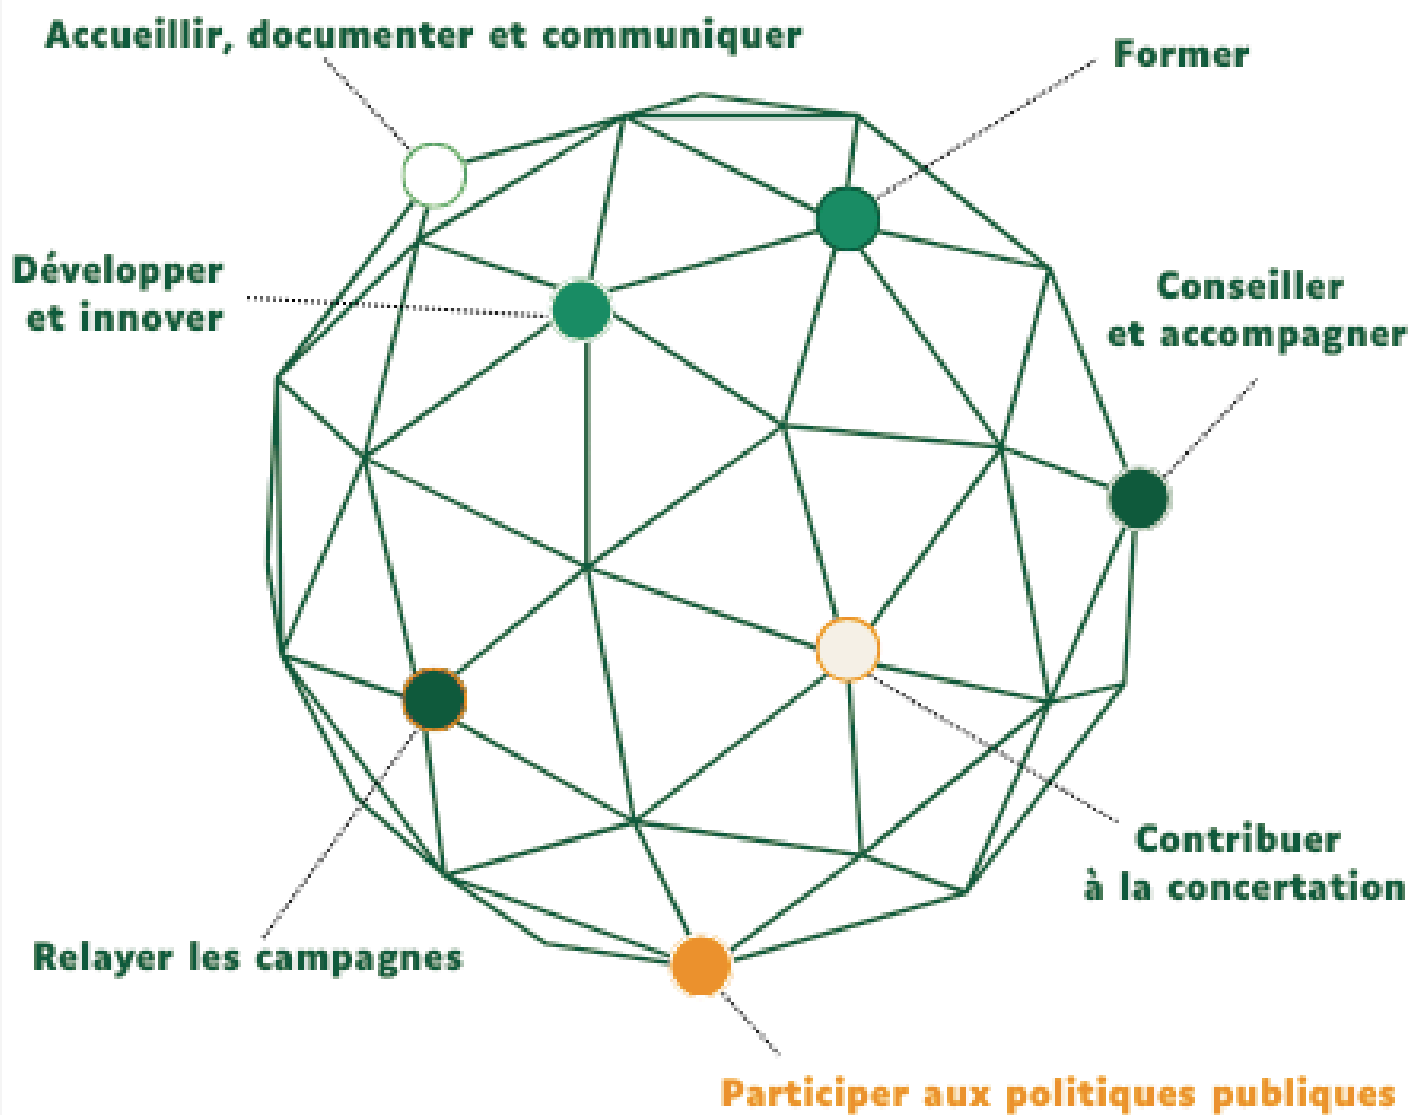 Accueillir, documenter et communiquer
Former
Développer
et innover
Conseiller
et accompagner
Contribuer
à la concertation
Relayer les campagnes
Participer aux politiques publiques